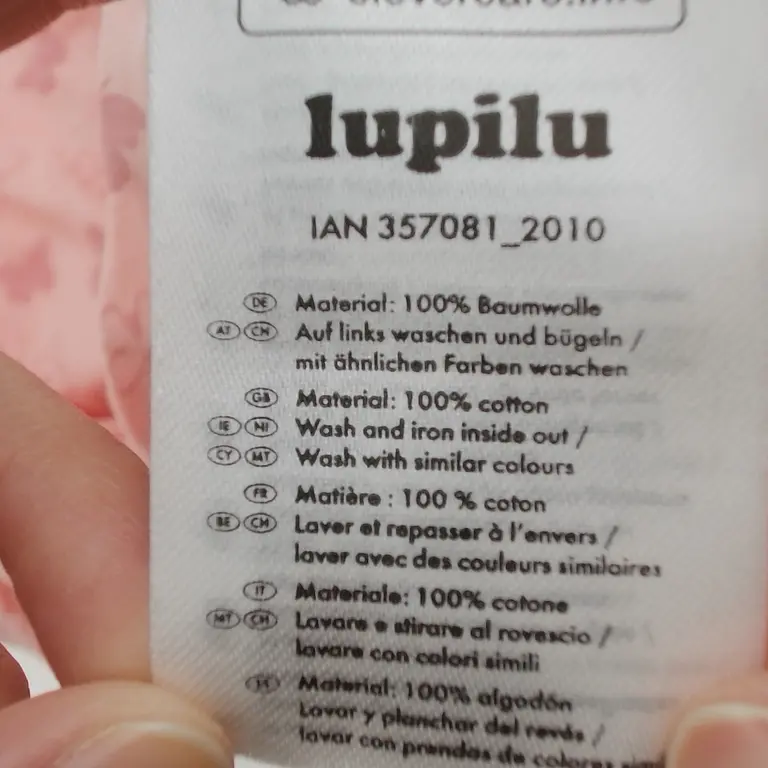 lupilu
IAN 357081_2010
DE Material: 100% Baumwolle
AT CH Auf links waschen und bügeln /
mit ähnlichen Farben waschen
GB Material: 100% cotton
IE NI Wash and iron inside out /
CY MT Wash with similar colours
FR Matière : 100 % coton
BE CH Laver et repasser à l'envers /
laver avec des couleurs similaires
IT Materiale: 100% cotone
MT CH Lavare e stirare al rovescio /
lavare con colori simili
Material: 100% algodón
Lavar y planchar del revés /
lavar con prendas de colores